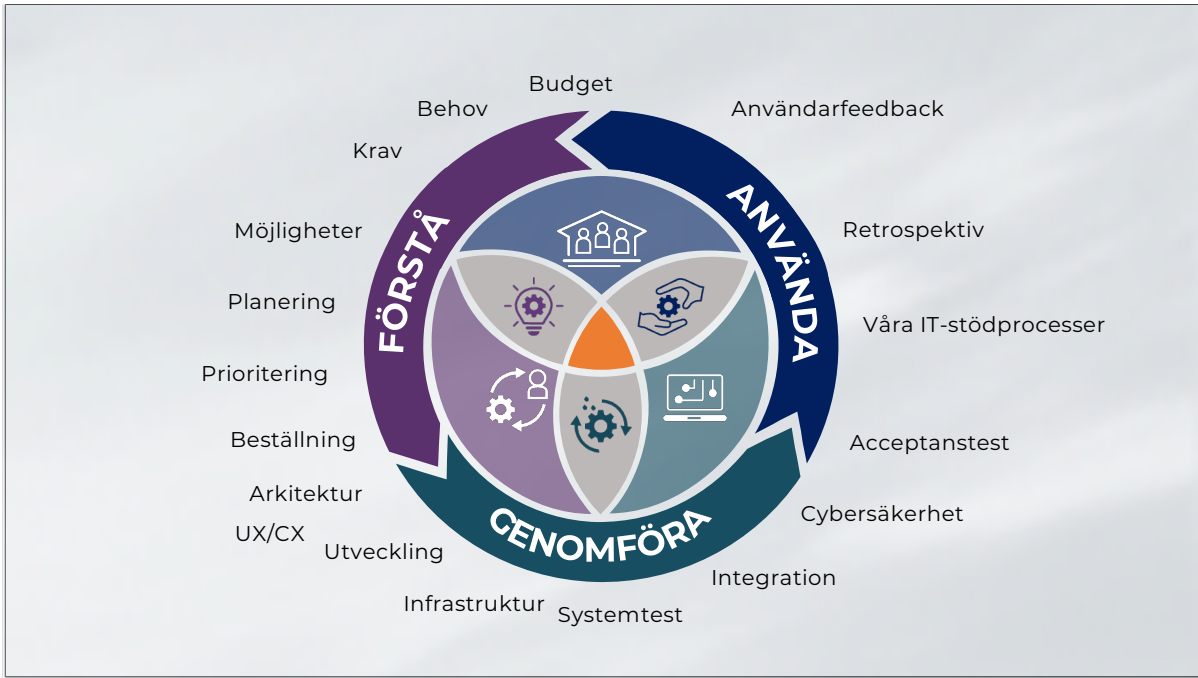 Budget
Behov
Användarfeedback
Krav
Möjligheter
Retrospektiv
Planering
Våra IT-stödprocesser
Prioritering
Beställning
Acceptanstest
Arkitektur
Cybersäkerhet
UX/CX
Utveckling
Integration
Infrastruktur
Systemtest
FÖRSTÅ
ANVÄNDA
GENOMFÖRA